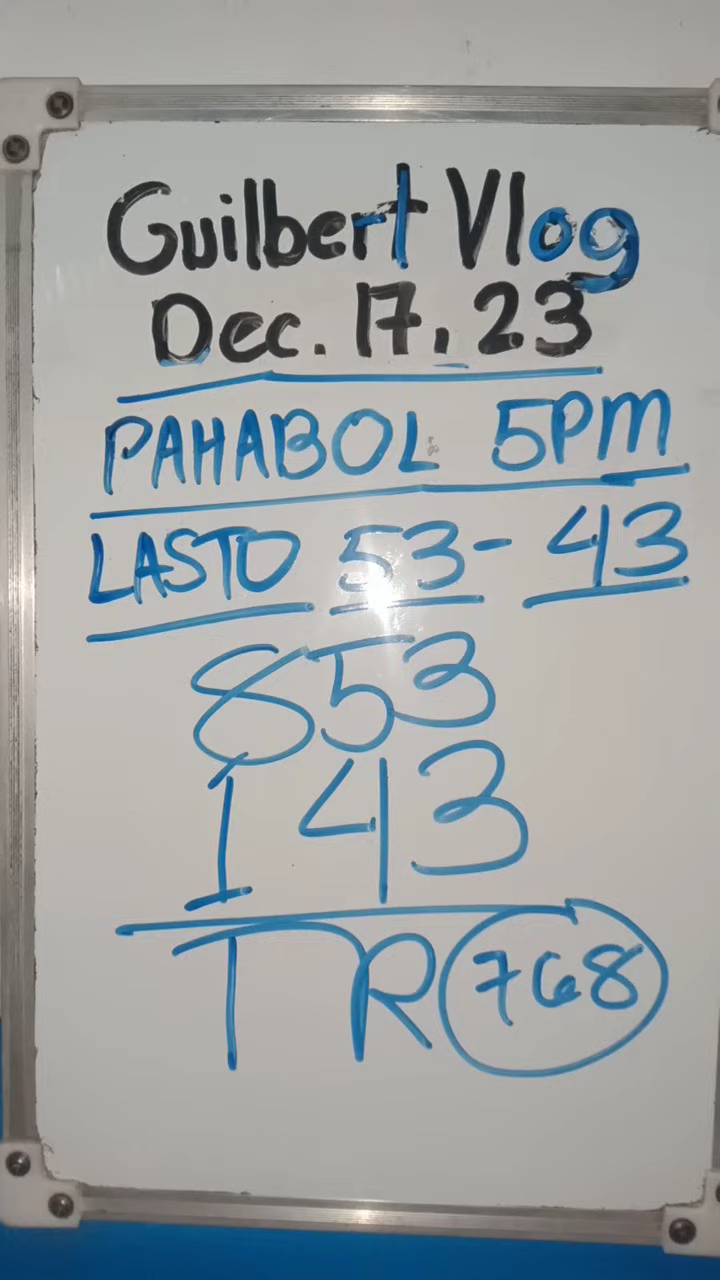 Guilbert Vlog
Dec. 17, 23
PAHABOL 5PM
LASTO 53 - 43
853
143
TR 768